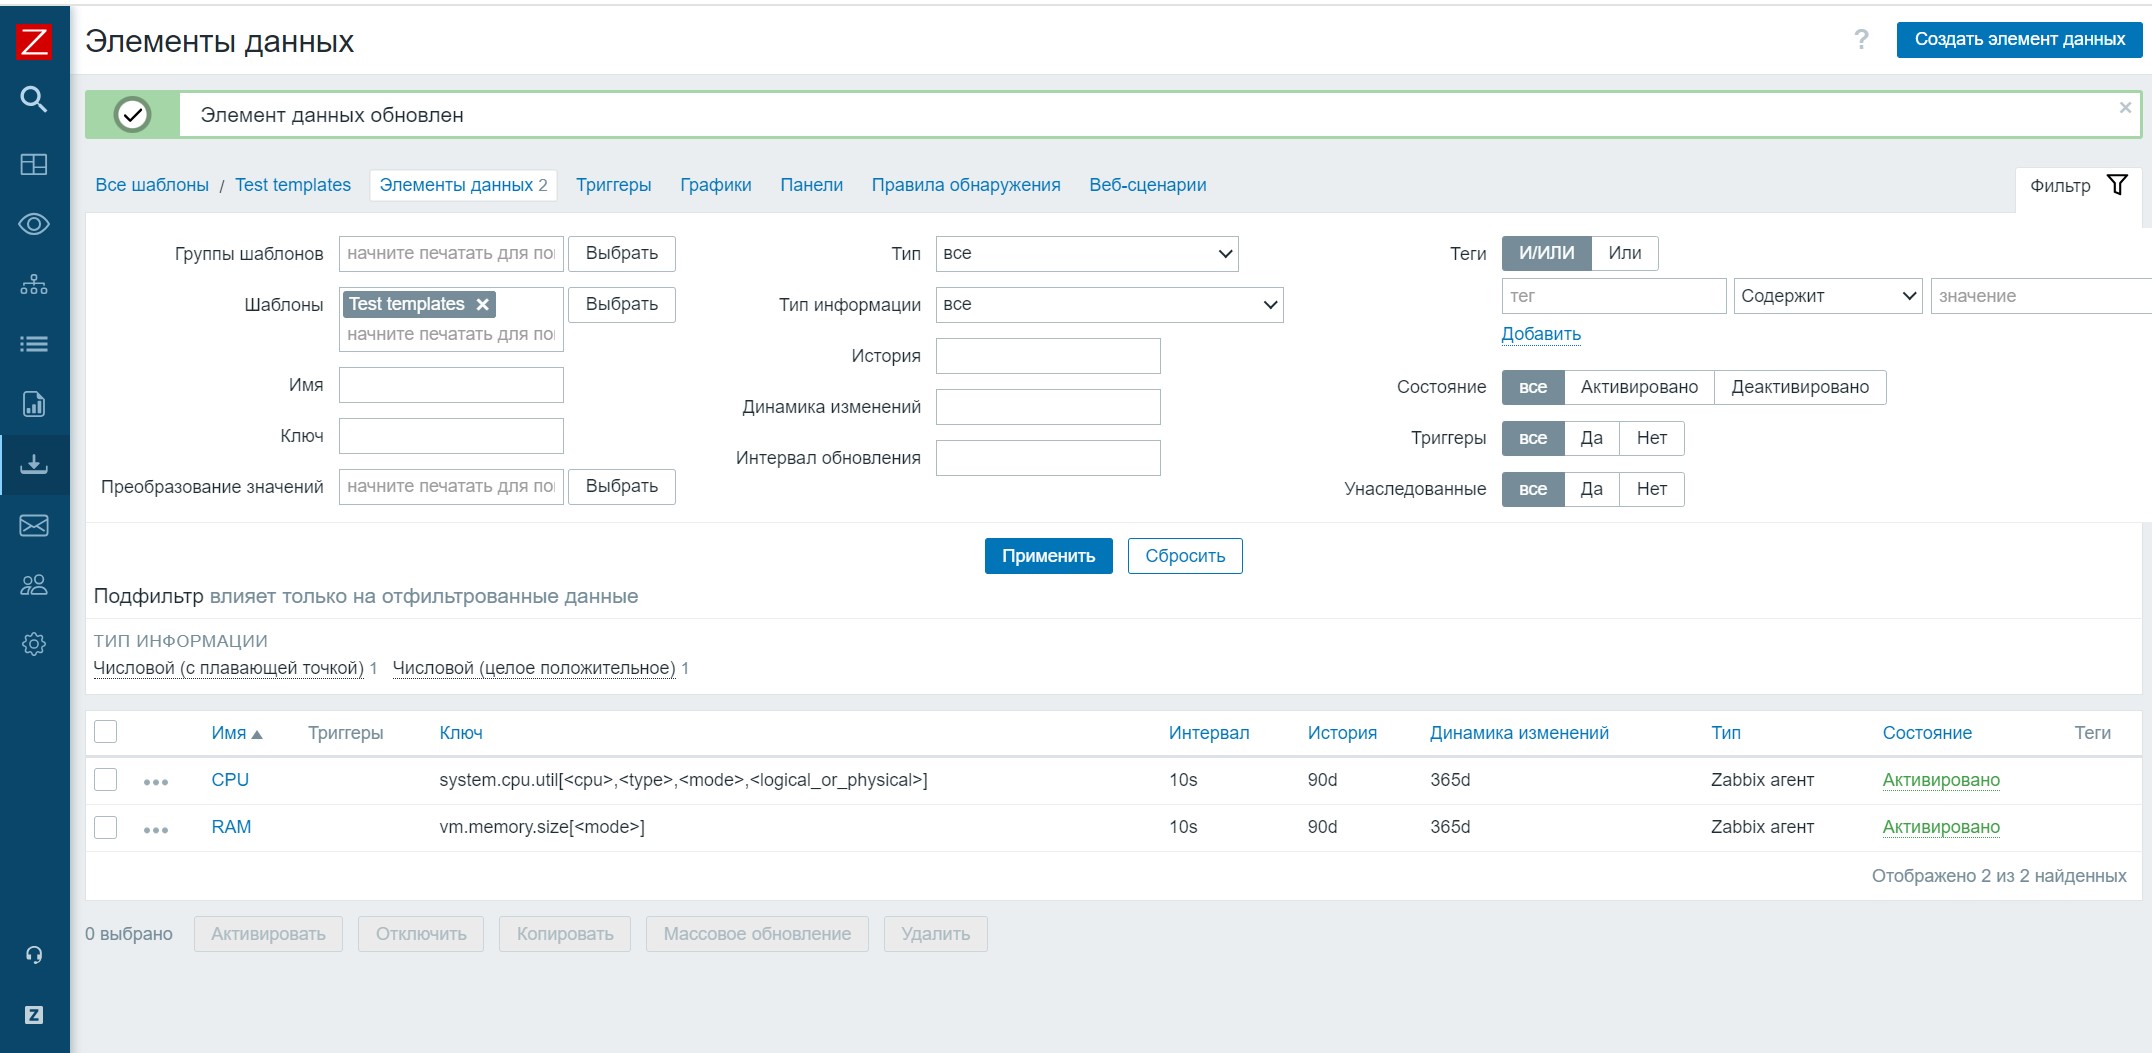 Z
Элементы данных
?
Создать элемент данных
Элемент данных обновлен
Все шаблоны / Test templates Элементы данных 2 Триггеры Графики Панели Правила обнаружения Веб-сценарии
Фильтр
Группы шаблонов начните печатать для по Выбрать
Шаблоны Test templates Выбрать
начните печатать для по
Имя
Ключ
Преобразование значений начните печатать для по Выбрать
Тип все
Тип информации все
История
Динамика изменений
Интервал обновления
Теги И/ИЛИ Или
тег Содержит значение
Добавить
Состояние все Активировано Деактивировано
Триггеры все Да Нет
Унаследованные все Да Нет
Применить Сбросить
Подфильтр влияет только на отфильтрованные данные
ТИП ИНФОРМАЦИИ
Числовой (с плавающей точкой) 1 Числовой (целое положительное) 1
Имя Триггеры Ключ Интервал История Динамика изменений Тип Состояние Теги
CPU system.cpu.util[<cpu>,<type>,<mode>,<logical_or_physical>] 10s 90d 365d Zabbix агент Активировано
RAM vm.memory.size[<mode>] 10s 90d 365d Zabbix агент Активировано
Отображено 2 из 2 найденных
0 выбрано Активировать Отключить Копировать Массовое обновление Удалить
Z